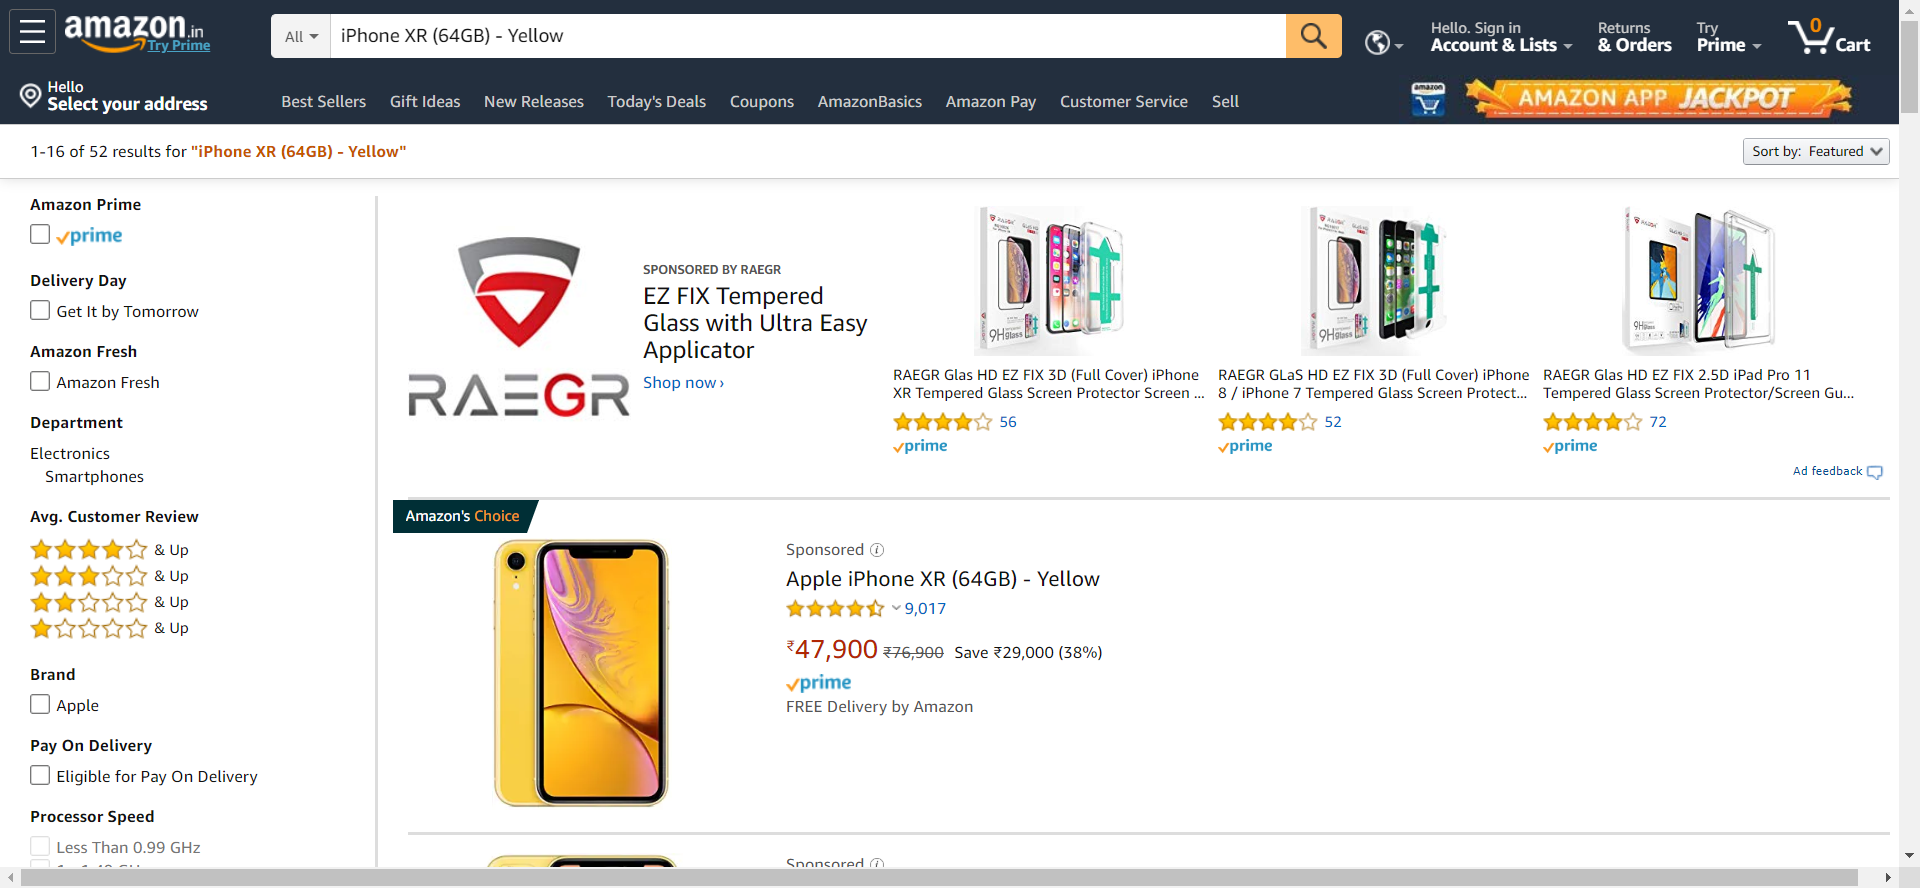 amazon.in
Try Prime
All
iPhone XR (64GB) - Yellow
Hello. Sign in
Account & Lists
Returns
& Orders
Try
Prime
0
Cart
Hello
Select your address
Best Sellers
Gift Ideas
New Releases
Today's Deals
Coupons
AmazonBasics
Amazon Pay
Customer Service
Sell
amazon
AMAZON APP JACKPOT
1-16 of 52 results for "iPhone XR (64GB) - Yellow"
Sort by: Featured
Amazon Prime
prime
Delivery Day
Get It by Tomorrow
Amazon Fresh
Amazon Fresh
Department
Electronics
Smartphones
Avg. Customer Review
& Up
& Up
& Up
& Up
Brand
Apple
Pay On Delivery
Eligible for Pay On Delivery
Processor Speed
Less Than 0.99 GHz
RAEGR
SPONSORED BY RAEGR
EZ FIX Tempered
Glass with Ultra Easy
Applicator
Shop now ›
RAEGR Glas HD EZ FIX 3D (Full Cover) iPhone
XR Tempered Glass Screen Protector Screen ...
56
prime
RAEGR GLaS HD EZ FIX 3D (Full Cover) iPhone
8 / iPhone 7 Tempered Glass Screen Protect...
52
prime
RAEGR Glas HD EZ FIX 2.5D iPad Pro 11
Tempered Glass Screen Protector/Screen Gu...
72
prime
Ad feedback
Amazon's Choice
Sponsored
Apple iPhone XR (64GB) - Yellow
9,017
₹47,900 ₹76,900 Save ₹29,000 (38%)
prime
FREE Delivery by Amazon
Sponsored